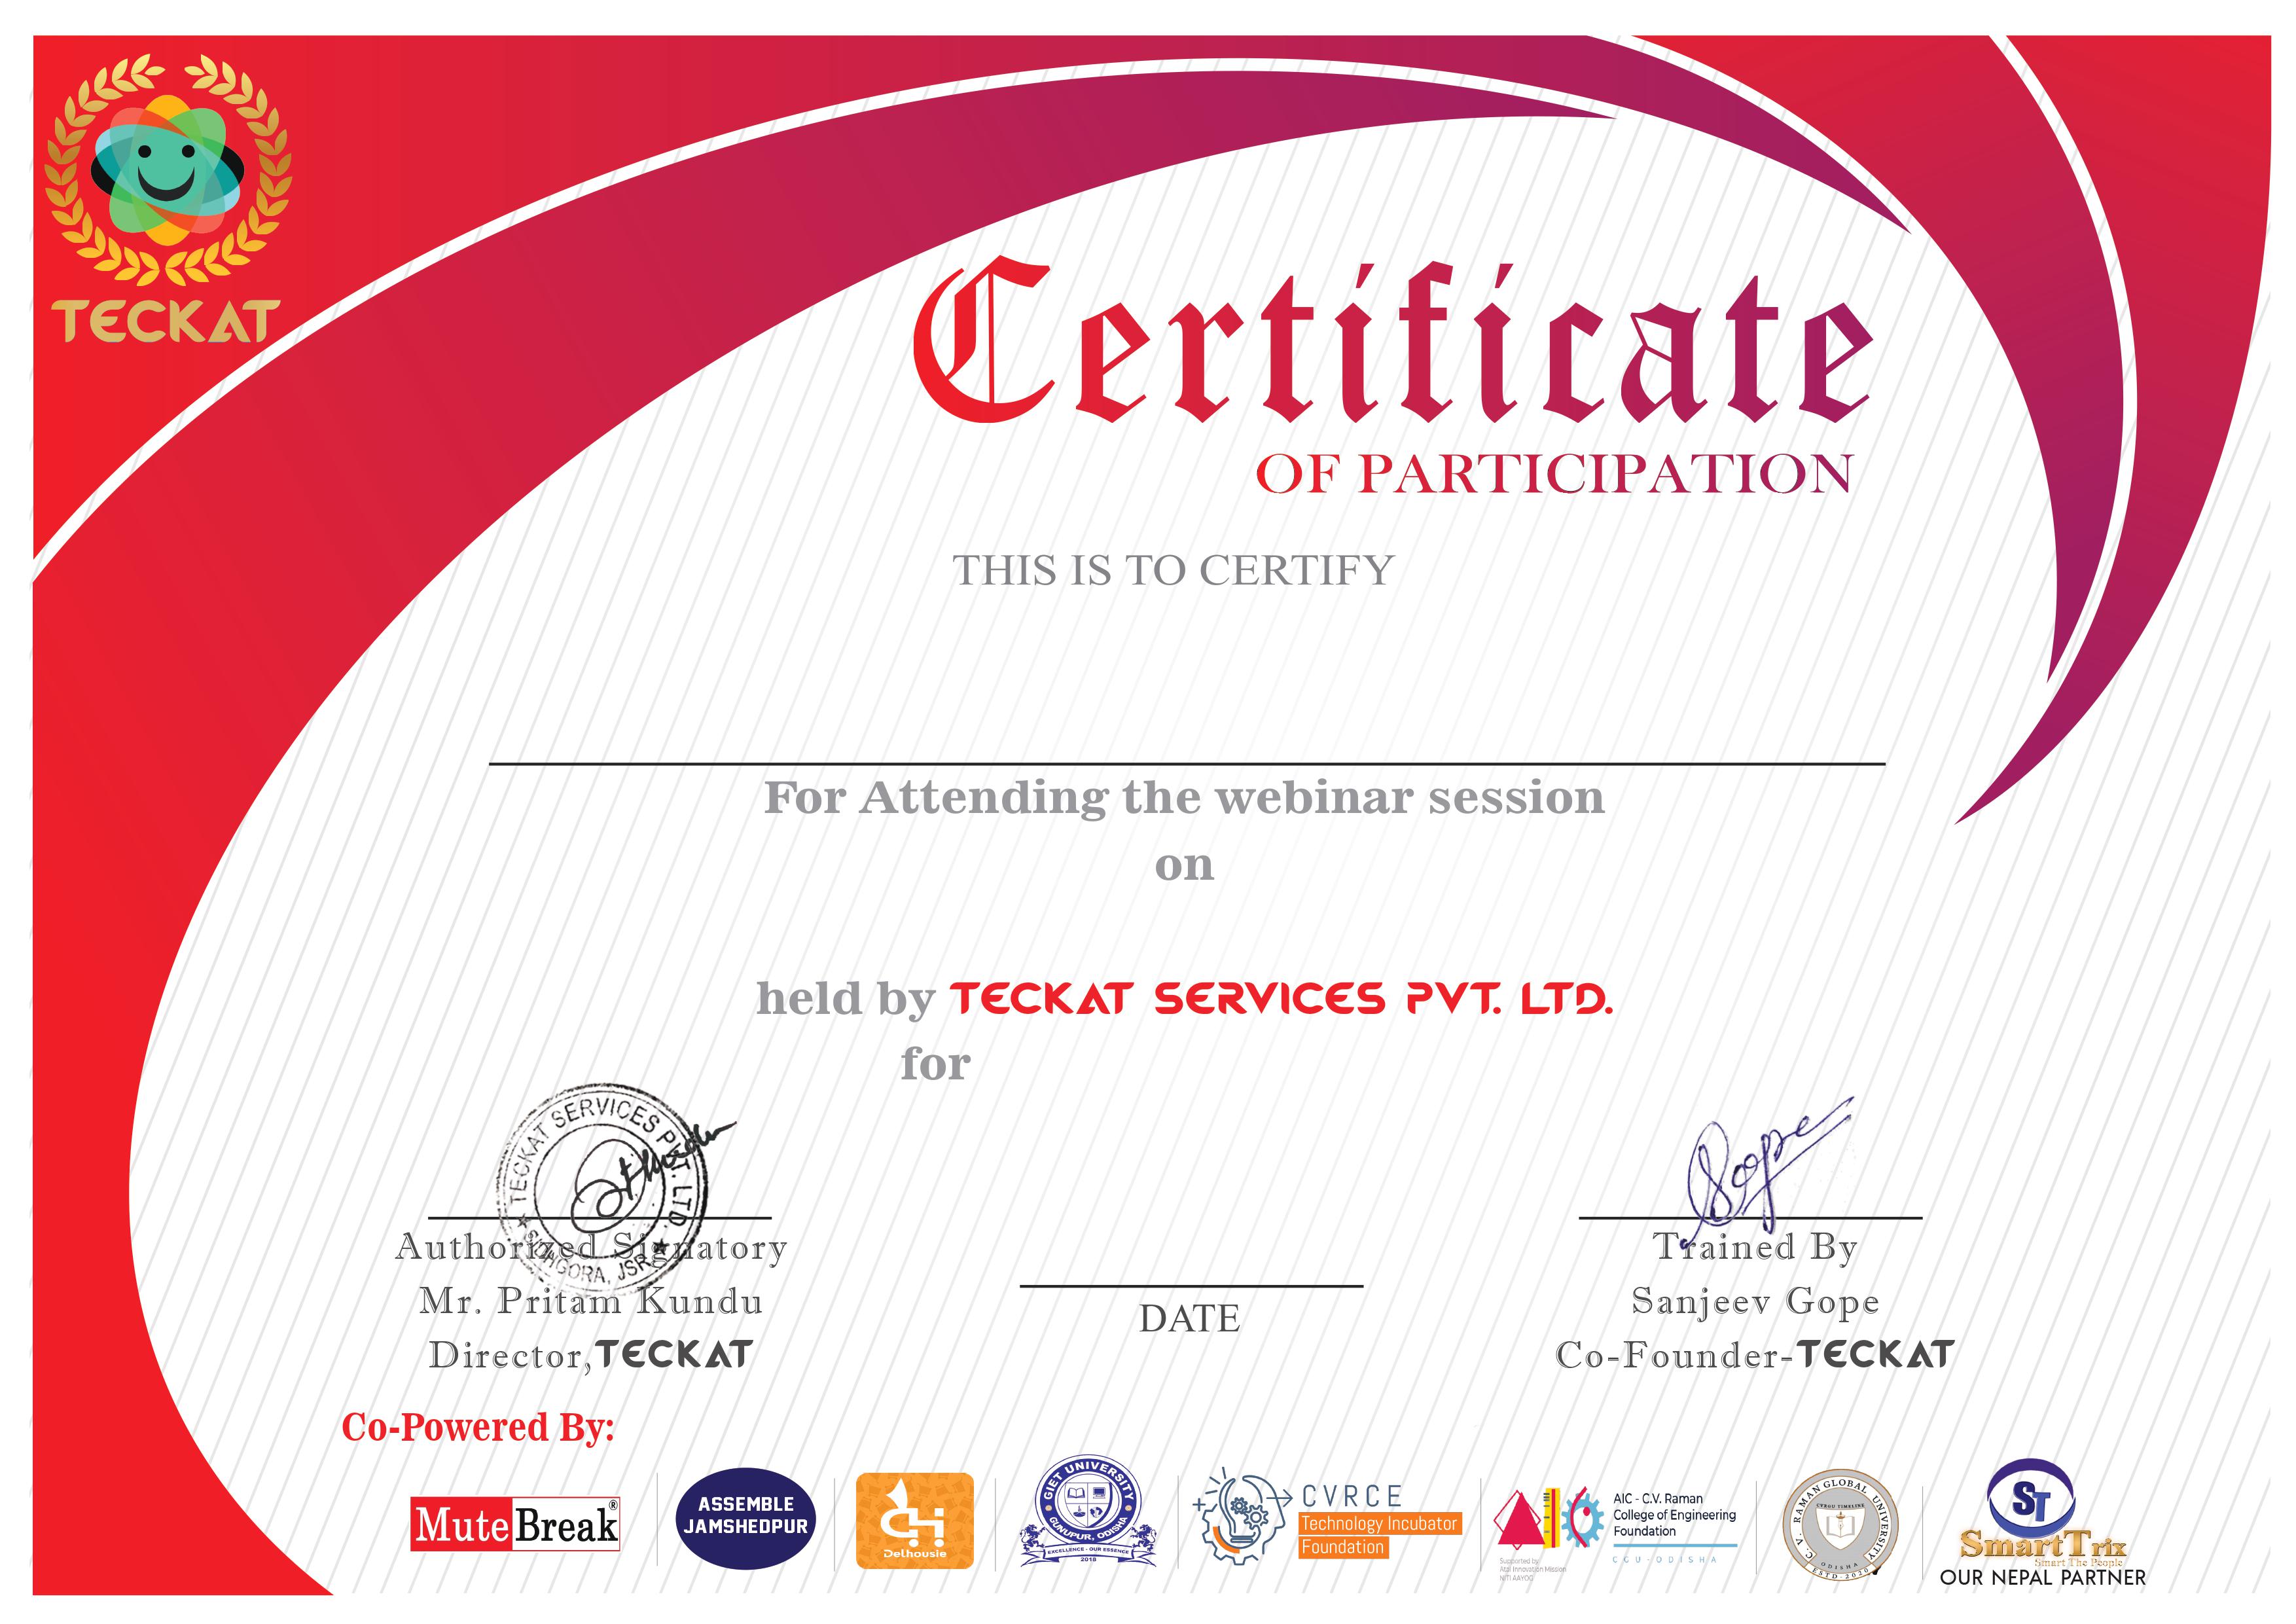 TECKAT
Certificate
OF PARTICIPATION
THIS IS TO CERTIFY
For Attending the webinar session
on
held by TECKAT SERVICES PVT. LTD.
for
TECKAT SERVICES PVT. LTD.
JSR
Authorized Signatory
Mr. Pritam Kundu
Director,TECKAT
DATE
Gope
Trained By
Sanjeev Gope
Co-Founder-TECKAT
Co-Powered By:
MuteBreak®
ASSEMBLE
JAMSHEDPUR
Delhousie
GIET UNIVERSITY
GUNUPUR, ODISHA
EXCELLENCE - OUR ESSENCE
2018
CVRCE
Technology Incubator
Foundation
AIC - C.V. Raman
College of Engineering
Foundation
CGU-ODISHA
Supported by
Atal Innovation Mission
NITI AAYOG
C. V. RAMAN GLOBAL UNIVERSITY
ODISHA
ESTD-2020
ST
SmartTrix
Smart The People
OUR NEPAL PARTNER